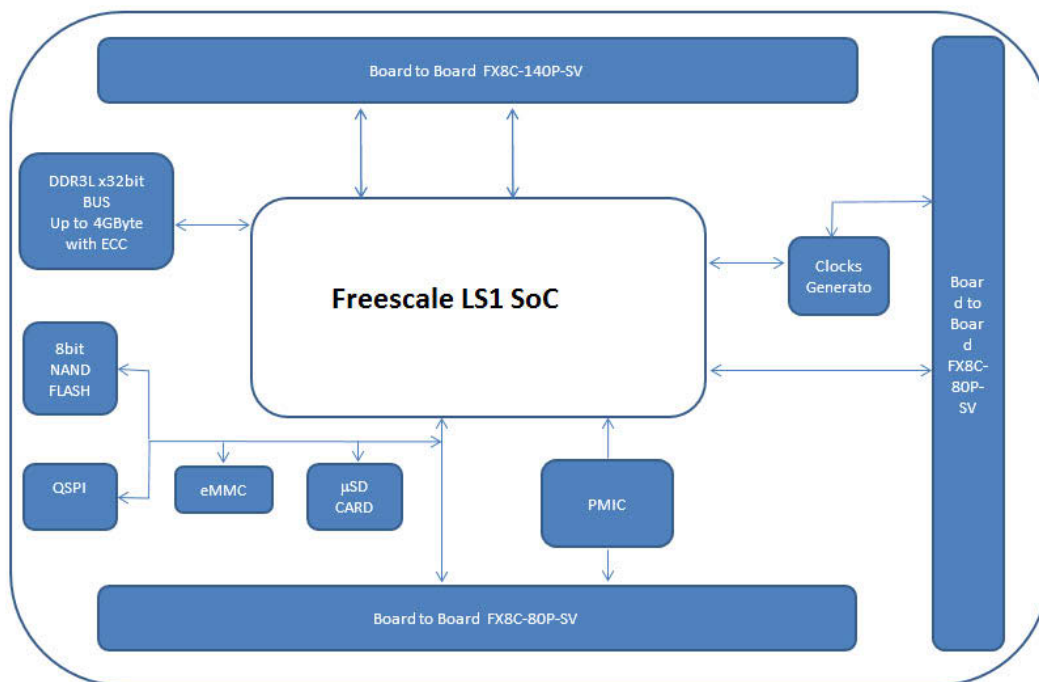 Board to Board FX8C-140P-SV
DDR3L x32bit
BUS
Up to 4GByte
with ECC
Freescale LS1 SoC
Clocks
Generato
Boar
d to
Boar
d
FX8C-
80P-
SV
8bit
NAND
FLASH
QSPI
eMMC
µSD
CARD
PMIC
Board to Board FX8C-80P-SV